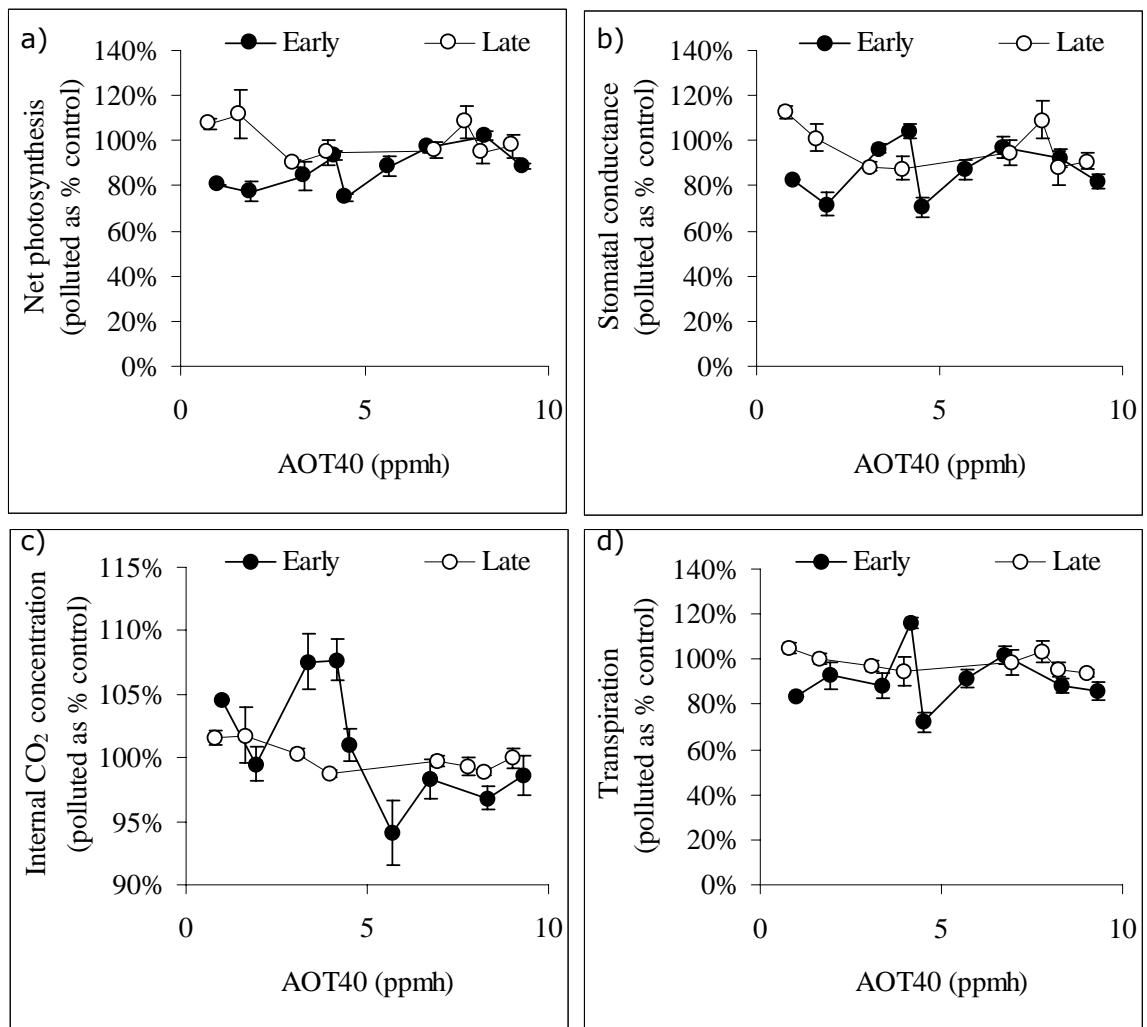 a)
Early
Late
140%
120%
100%
80%
60%
40%
20%
0%
Net photosynthesis
(polluted as % control)
0
5
10
AOT40 (ppmh)
b)
Early
Late
140%
120%
100%
80%
60%
40%
20%
0%
Stomatal conductance
(polluted as % control)
0
5
10
AOT40 (ppmh)
c)
Early
Late
115%
110%
105%
100%
95%
90%
Internal CO₂ concentration
(polluted as % control)
0
5
10
AOT40 (ppmh)
d)
Early
Late
140%
120%
100%
80%
60%
40%
20%
0%
Transpiration
(polluted as % control)
0
5
10
AOT40 (ppmh)